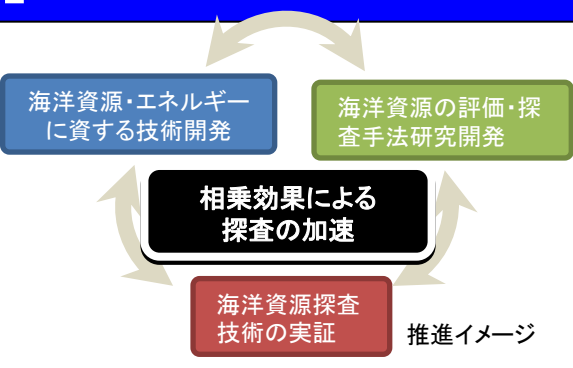 海洋資源・エネルギー
に資する技術開発
海洋資源の評価・探
査手法研究開発
相乗効果による
探査の加速
海洋資源探査
技術の実証
推進イメージ